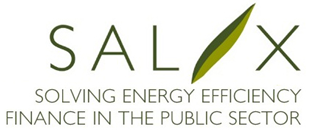 SALIX
SOLVING ENERGY EFFICIENCY
FINANCE IN THE PUBLIC SECTOR